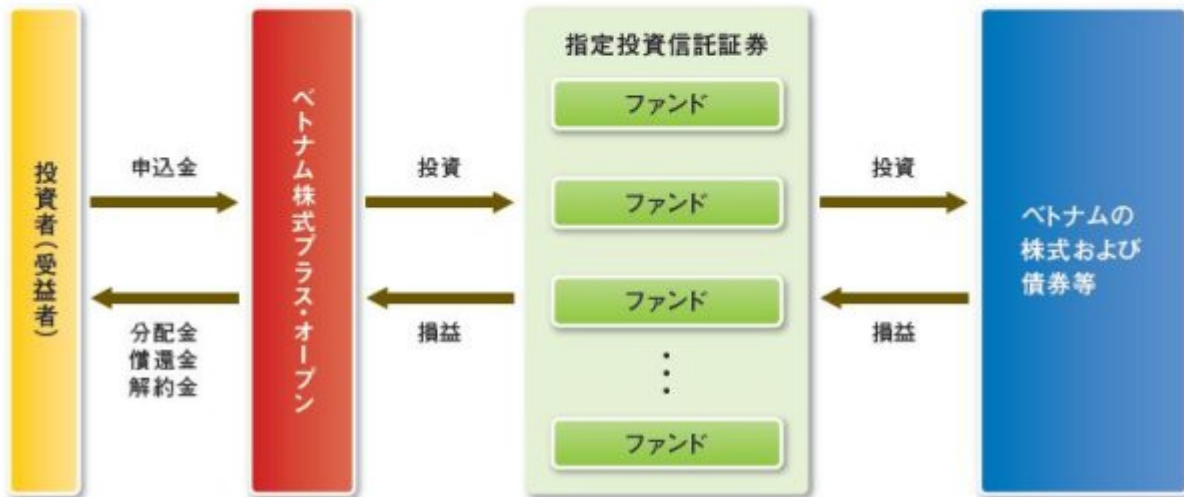 投資者(受益者)
申込金
分配金
償還金
解約金
ベトナム株式プラス・オープン
投資
損益
指定投資信託証券
ファンド
ファンド
ファンド
ファンド
投資
損益
ベトナムの
株式および
債券等